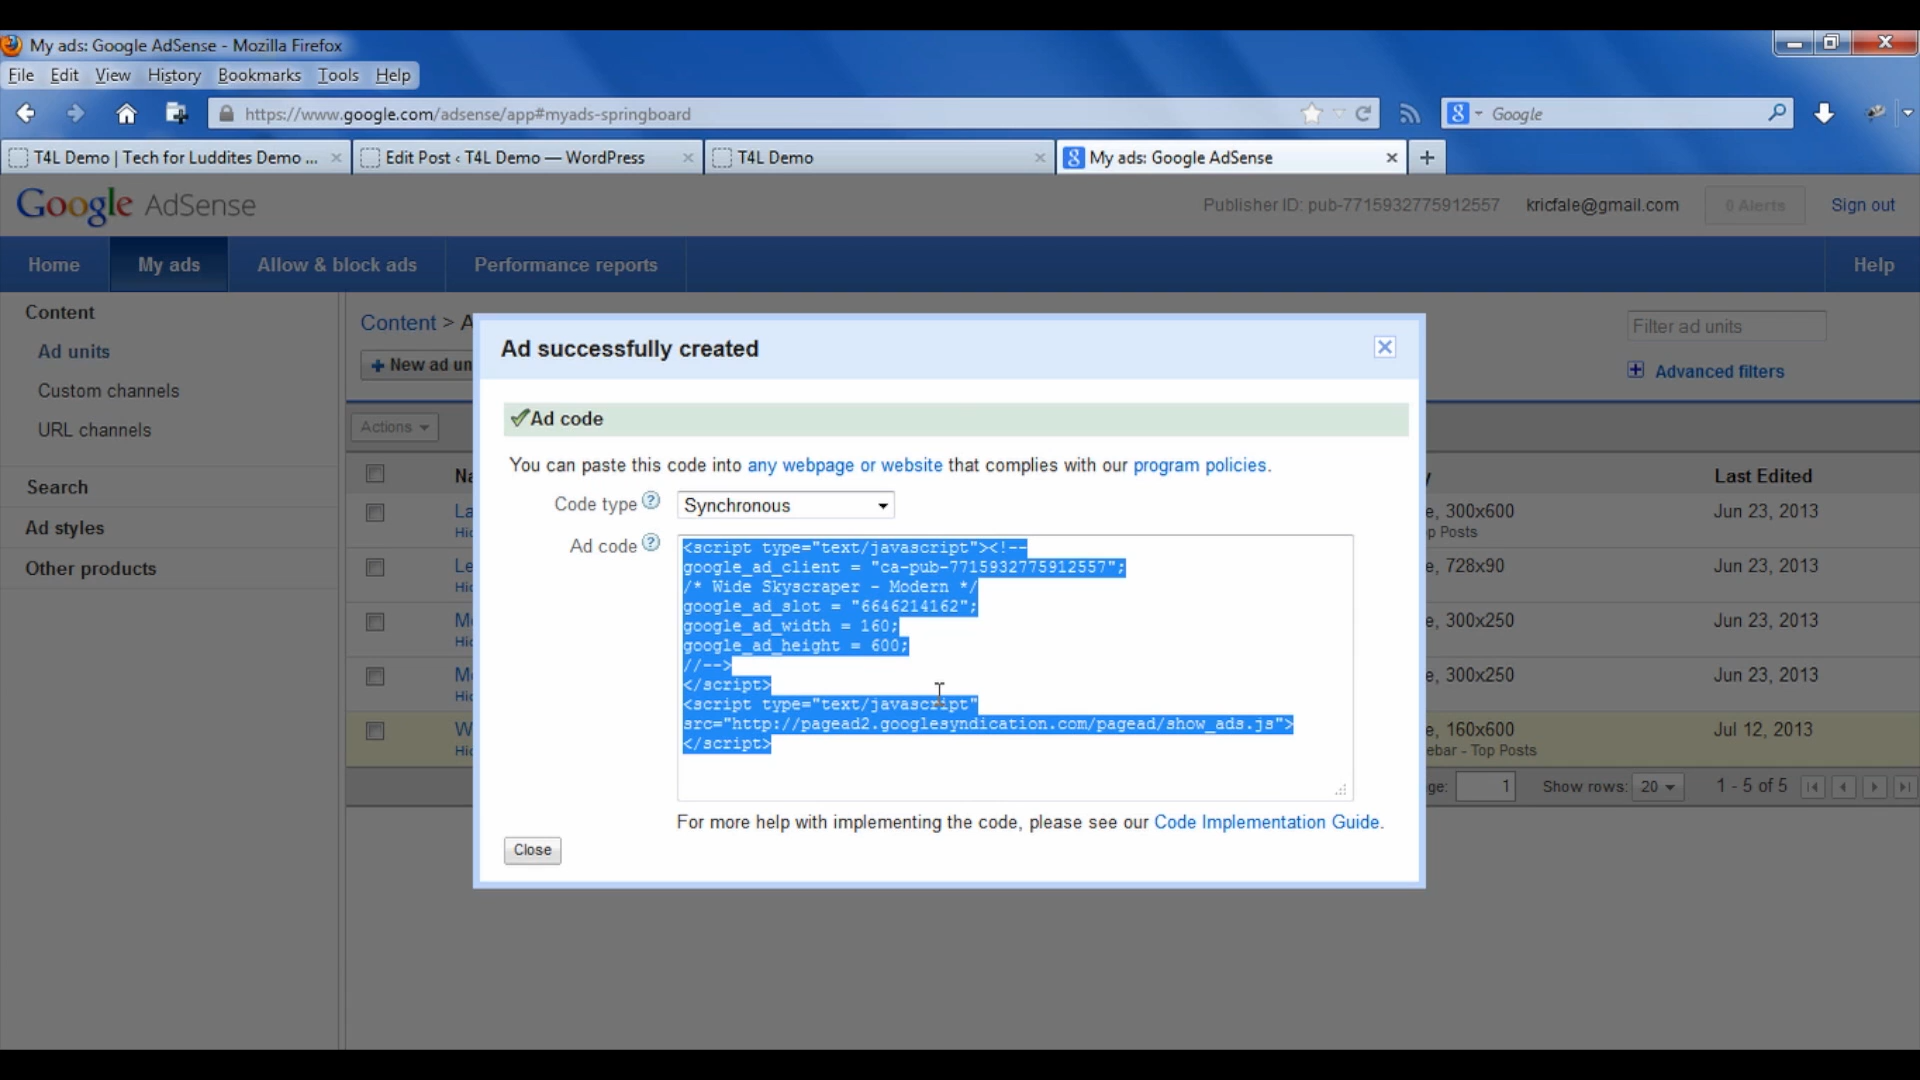 My ads: Google AdSense - Mozilla Firefox
File Edit View History Bookmarks Tools Help
https://www.google.com/adsense/app#myads-springboard
Google
T4L Demo | Tech for Luddites Demo ...
Edit Post ‹ T4L Demo — WordPress
T4L Demo
My ads: Google AdSense
Google AdSense
Publisher ID: pub-7715932775912557 kricfale@gmail.com 0 Alerts Sign out
Home My ads Allow & block ads Performance reports Help
Content
Ad units
Custom channels
URL channels
Search
Ad styles
Other products
Content >
New ad
Filter ad units
Advanced filters
Actions
Last Edited
300x600 Jun 23, 2013
Posts
728x90 Jun 23, 2013
300x250 Jun 23, 2013
300x250 Jun 23, 2013
160x600 Jul 12, 2013
- Top Posts
1 Show rows: 20 1 - 5 of 5
Ad successfully created
Ad code
You can paste this code into any webpage or website that complies with our program policies.
Code type ? Synchronous
Ad code ?
<script type="text/javascript"><!--
google_ad_client = "ca-pub-7715932775912557";
/* Wide Skyscraper - Modern */
google_ad_slot = "6646214162";
google_ad_width = 160;
google_ad_height = 600;
//-->
</script>
<script type="text/javascript"
src="http://pagead2.googlesyndication.com/pagead/show_ads.js">
</script>
For more help with implementing the code, please see our Code Implementation Guide.
Close